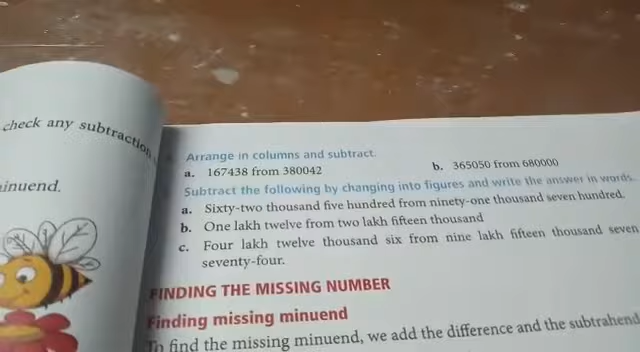 check any subtraction
minuend.
Arrange in columns and subtract.
a. 167438 from 380042
b. 365050 from 680000
Subtract the following by changing into figures and write the answer in words.
a. Sixty-two thousand five hundred from ninety-one thousand seven hundred.
b. One lakh twelve from two lakh fifteen thousand
c. Four lakh twelve thousand six from nine lakh fifteen thousand seven
seventy-four.
FINDING THE MISSING NUMBER
Finding missing minuend
To find the missing minuend, we add the difference and the subtrahend